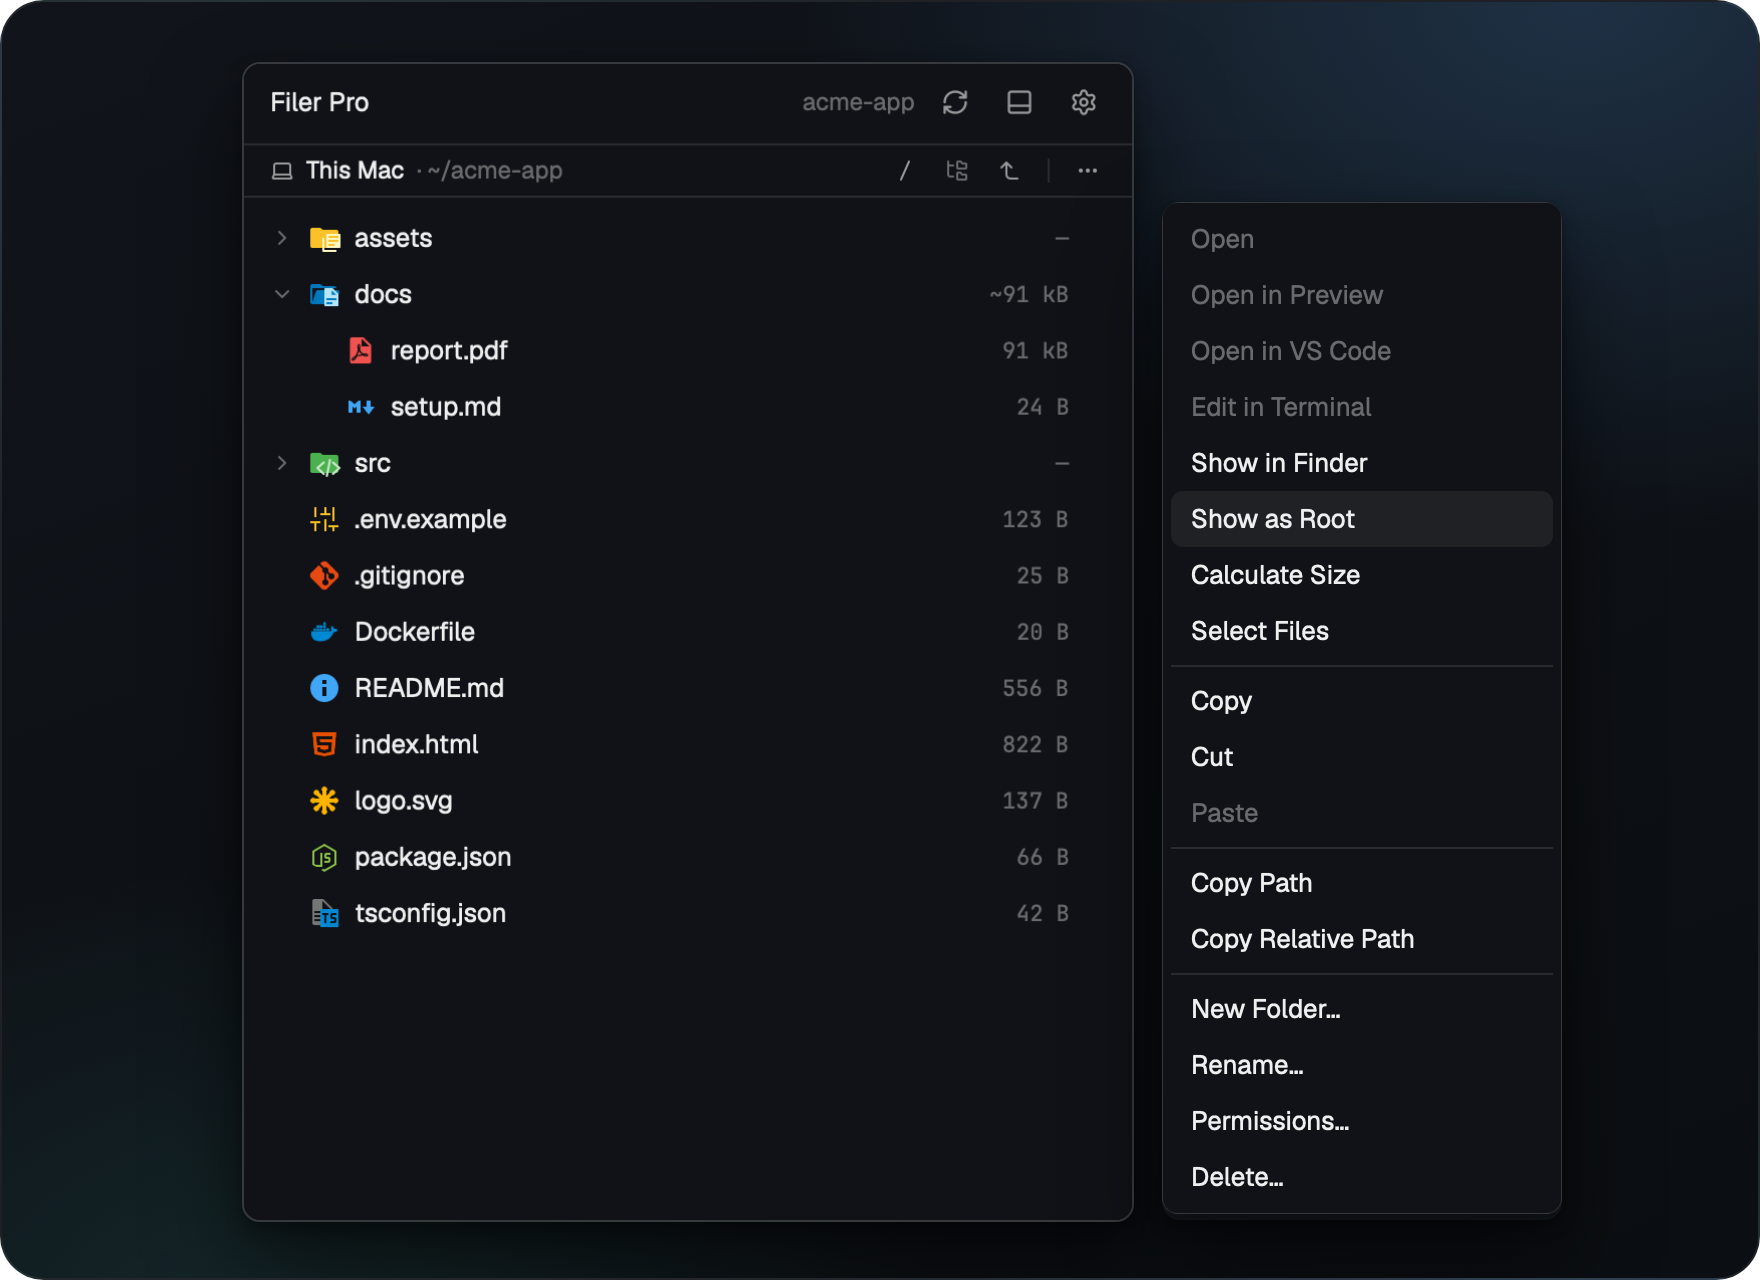 Filer Pro acme-app
This Mac · ~/acme-app / ···
assets –
docs ~91 kB
report.pdf 91 kB
setup.md 24 B
src –
.env.example 123 B
.gitignore 25 B
Dockerfile 20 B
README.md 556 B
index.html 822 B
logo.svg 137 B
package.json 66 B
tsconfig.json 42 B
Open
Open in Preview
Open in VS Code
Edit in Terminal
Show in Finder
Show as Root
Calculate Size
Select Files
Copy
Cut
Paste
Copy Path
Copy Relative Path
New Folder…
Rename…
Permissions…
Delete…